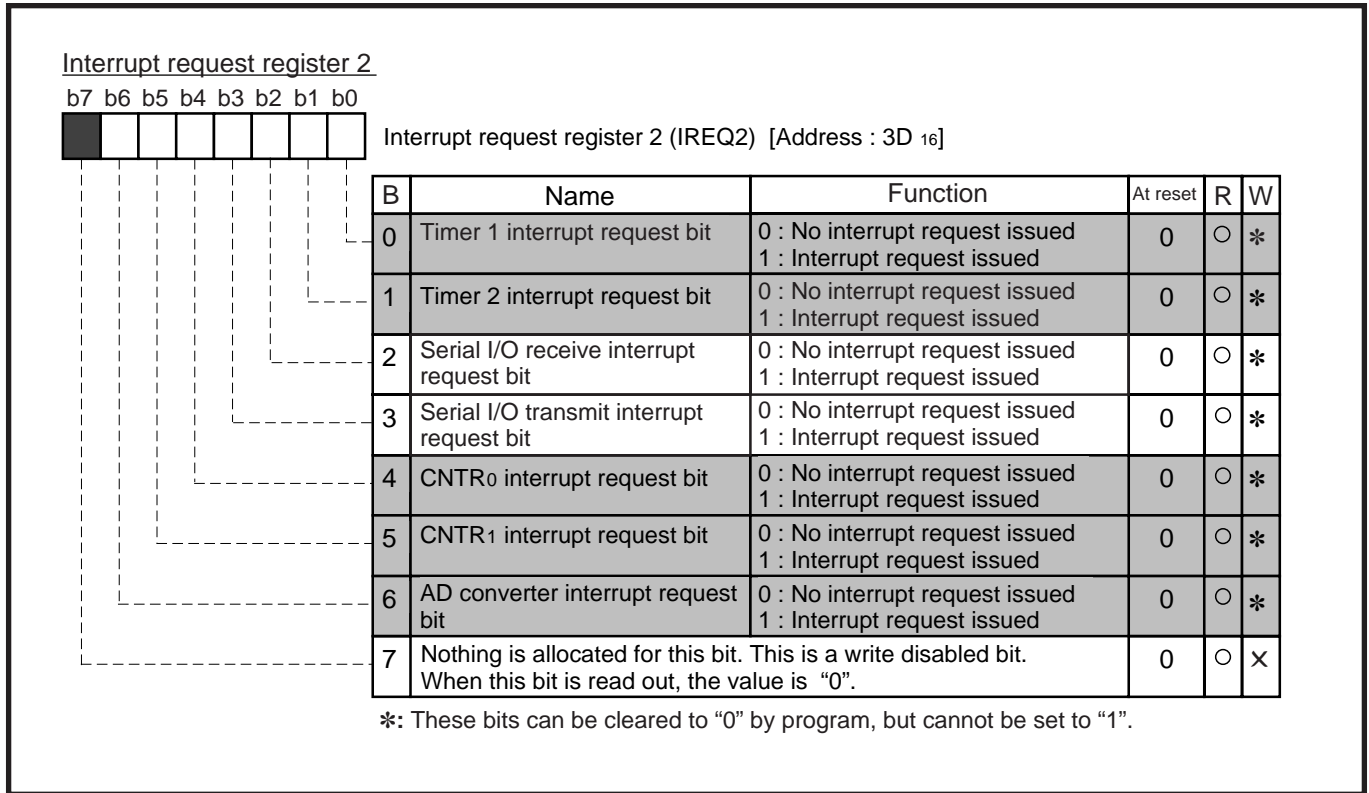 Interrupt request register 2
b7 b6 b5 b4 b3 b2 b1 b0
Interrupt request register 2 (IREQ2) [Address : 3D 16]
B Name Function At reset R W
0 Timer 1 interrupt request bit 0 : No interrupt request issued 0 ○ ✻
1 : Interrupt request issued
1 Timer 2 interrupt request bit 0 : No interrupt request issued 0 ○ ✻
1 : Interrupt request issued
2 Serial I/O receive interrupt 0 : No interrupt request issued 0 ○ ✻
request bit 1 : Interrupt request issued
3 Serial I/O transmit interrupt 0 : No interrupt request issued 0 ○ ✻
request bit 1 : Interrupt request issued
4 CNTR0 interrupt request bit 0 : No interrupt request issued 0 ○ ✻
1 : Interrupt request issued
5 CNTR1 interrupt request bit 0 : No interrupt request issued 0 ○ ✻
1 : Interrupt request issued
6 AD converter interrupt request 0 : No interrupt request issued 0 ○ ✻
bit 1 : Interrupt request issued
7 Nothing is allocated for this bit. This is a write disabled bit. 0 ○ ×
When this bit is read out, the value is “0”.
✻: These bits can be cleared to “0” by program, but cannot be set to “1”.